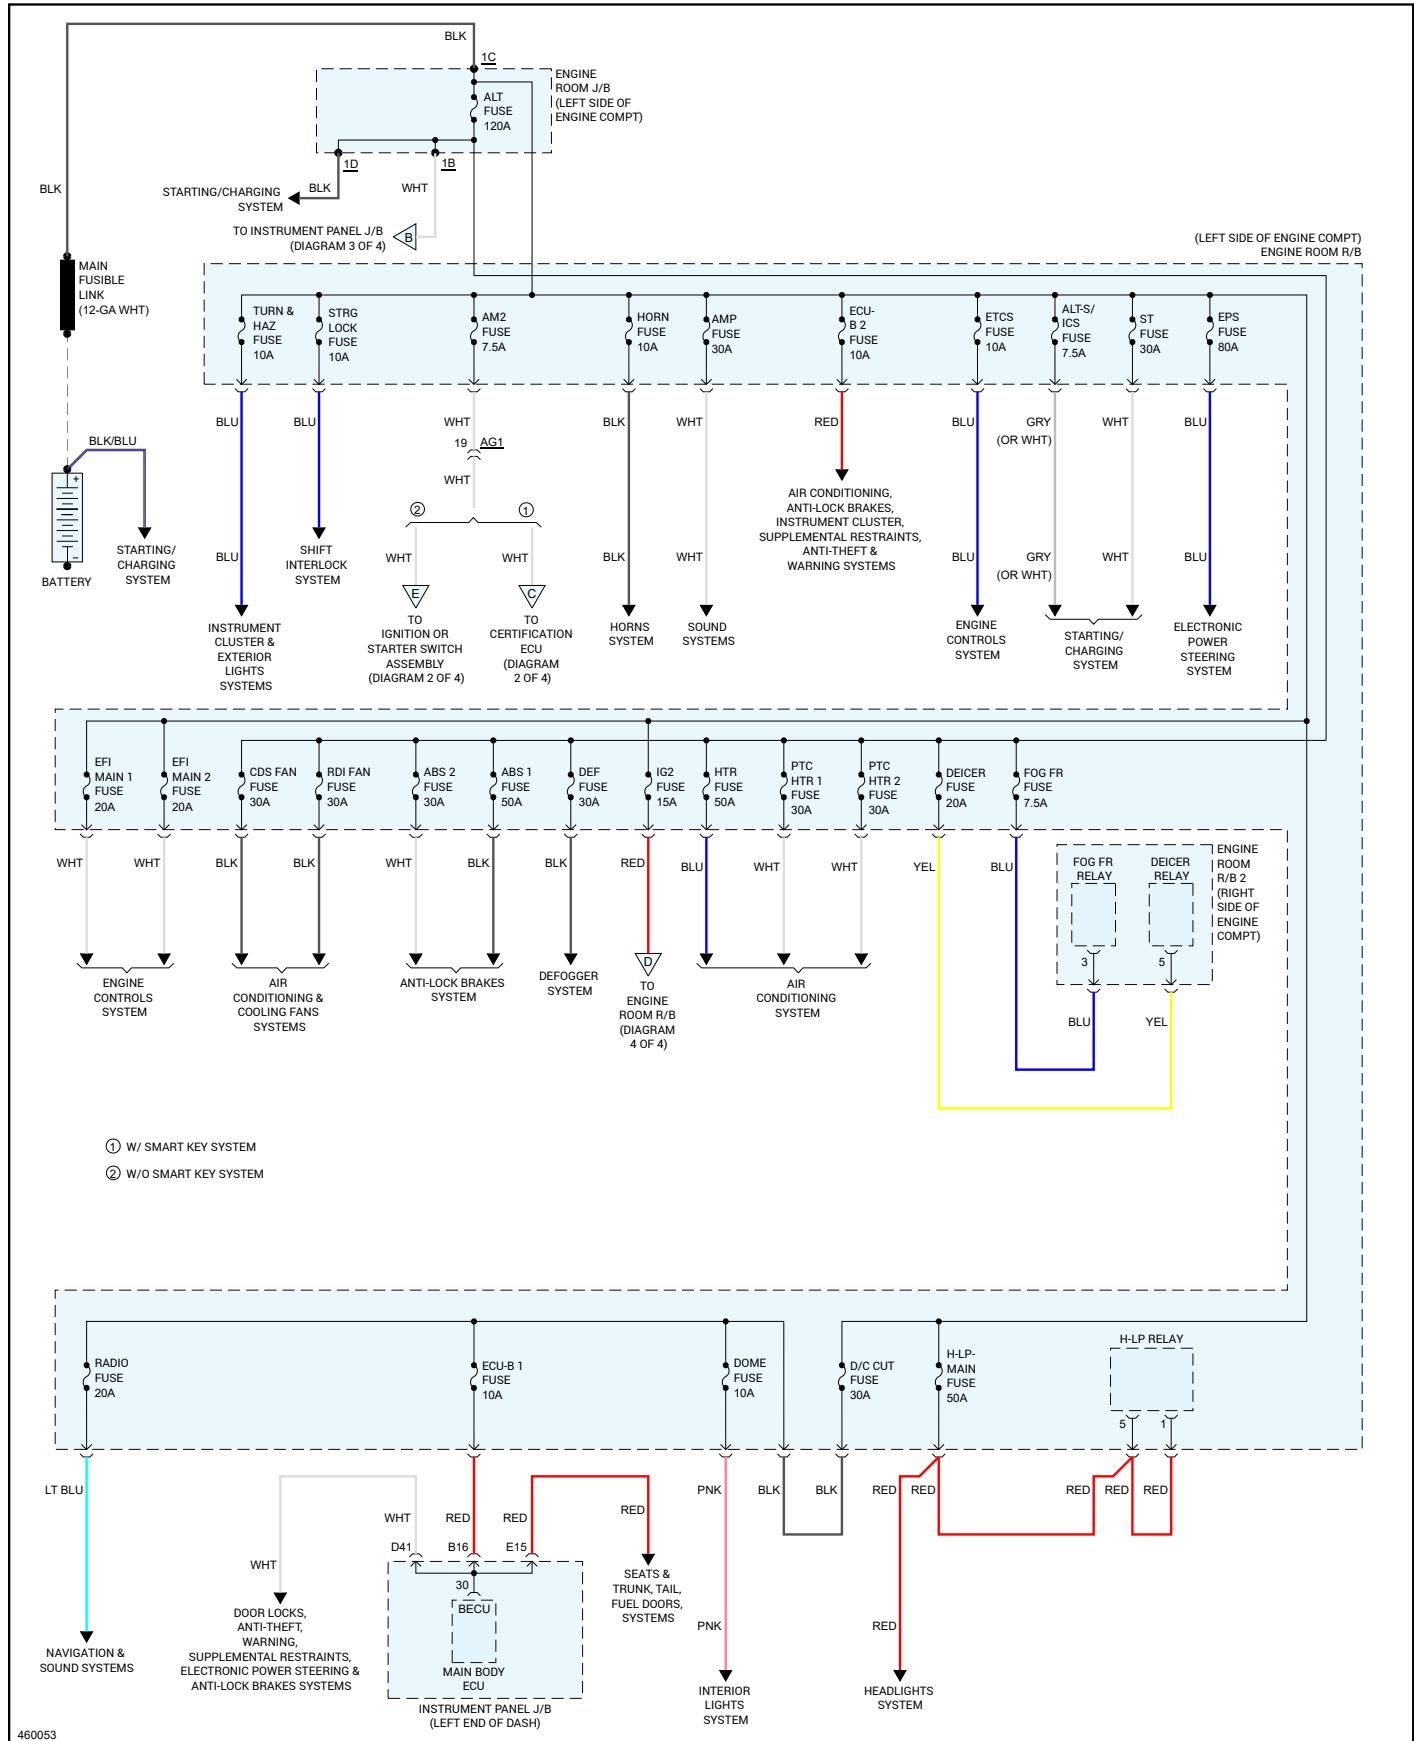 BLK
1C
ENGINE
ROOM J/B
(LEFT SIDE OF
ENGINE COMPT)
ALT
FUSE
120A
1D
1B
BLK
WHT
STARTING/CHARGING
SYSTEM
TO INSTRUMENT PANEL J/B
(DIAGRAM 3 OF 4)
B
BLK
MAIN
FUSIBLE
LINK
(12-GA WHT)
BLK/BLU
+
-
BATTERY
STARTING/
CHARGING
SYSTEM
(LEFT SIDE OF ENGINE COMPT)
ENGINE ROOM R/B
TURN &
HAZ
FUSE
10A
STRG
LOCK
FUSE
10A
AM2
FUSE
7.5A
HORN
FUSE
10A
AMP
FUSE
30A
ECU-
B 2
FUSE
10A
ETCS
FUSE
10A
ALT-S/
ICS
FUSE
7.5A
ST
FUSE
30A
EPS
FUSE
80A
BLU
BLU
WHT
BLK
WHT
RED
BLU
GRY
(OR WHT)
WHT
BLU
19 AG1
WHT
2
1
BLU
WHT
WHT
BLK
WHT
BLU
GRY
(OR WHT)
WHT
BLU
E
C
INSTRUMENT
CLUSTER &
EXTERIOR
LIGHTS
SYSTEMS
SHIFT
INTERLOCK
SYSTEM
TO
IGNITION OR
STARTER SWITCH
ASSEMBLY
(DIAGRAM 2 OF 4)
TO
CERTIFICATION
ECU
(DIAGRAM
2 OF 4)
HORNS
SYSTEM
SOUND
SYSTEMS
AIR CONDITIONING,
ANTI-LOCK BRAKES,
INSTRUMENT CLUSTER,
SUPPLEMENTAL RESTRAINTS,
ANTI-THEFT &
WARNING SYSTEMS
ENGINE
CONTROLS
SYSTEM
STARTING/
CHARGING
SYSTEM
ELECTRONIC
POWER
STEERING
SYSTEM
EFI
MAIN 1
FUSE
20A
EFI
MAIN 2
FUSE
20A
CDS FAN
FUSE
30A
RDI FAN
FUSE
30A
ABS 2
FUSE
30A
ABS 1
FUSE
50A
DEF
FUSE
30A
IG2
FUSE
15A
HTR
FUSE
50A
PTC
HTR 1
FUSE
30A
PTC
HTR 2
FUSE
30A
DEICER
FUSE
20A
FOG FR
FUSE
7.5A
WHT
WHT
BLK
BLK
WHT
BLK
BLK
RED
BLU
WHT
WHT
YEL
BLU
ENGINE
CONTROLS
SYSTEM
AIR
CONDITIONING &
COOLING FANS
SYSTEMS
ANTI-LOCK BRAKES
SYSTEM
DEFOGGER
SYSTEM
D
TO
ENGINE
ROOM R/B
(DIAGRAM
4 OF 4)
AIR
CONDITIONING
SYSTEM
FOG FR
RELAY
DEICER
RELAY
ENGINE
ROOM
R/B 2
(RIGHT
SIDE OF
ENGINE
COMPT)
3
5
BLU
YEL
1 W/ SMART KEY SYSTEM
2 W/O SMART KEY SYSTEM
RADIO
FUSE
20A
ECU-B 1
FUSE
10A
DOME
FUSE
10A
D/C CUT
FUSE
30A
H-LP-
MAIN
FUSE
50A
H-LP RELAY
5
1
LT BLU
WHT
RED
RED
RED
PNK
BLK
BLK
RED
RED
RED
RED
RED
D41
B16
E15
WHT
30
BECU
MAIN BODY
ECU
INSTRUMENT PANEL J/B
(LEFT END OF DASH)
NAVIGATION &
SOUND SYSTEMS
DOOR LOCKS,
ANTI-THEFT,
WARNING,
SUPPLEMENTAL RESTRAINTS,
ELECTRONIC POWER STEERING &
ANTI-LOCK BRAKES SYSTEMS
SEATS &
TRUNK, TAIL,
FUEL DOORS,
SYSTEMS
PNK
RED
INTERIOR
LIGHTS
SYSTEM
HEADLIGHTS
SYSTEM
460053